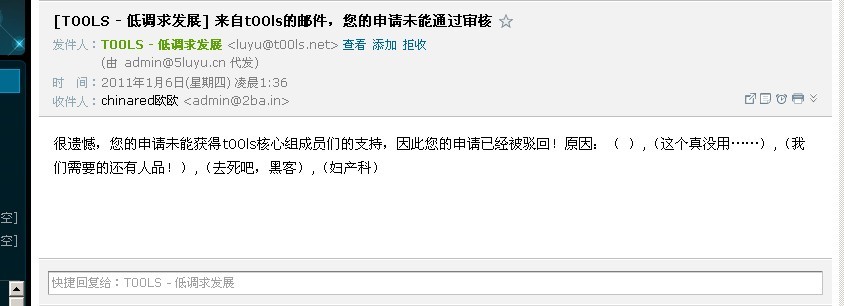 [TOOLS - 低调求发展] 来自t00ls的邮件，您的申请未能通过审核
发件人：TOOLS - 低调求发展 <luyu@t00ls.net> 查看 添加 拒收
(由 admin@5luyu.cn 代发)
时 间：2011年1月6日(星期四) 凌晨1:36
收件人：chinared欧欧 <admin@2ba.in>
很遗憾，您的申请未能获得t00ls核心组成员们的支持，因此您的申请已经被驳回！原因：（ ）,（这个真没用……）,（我
们需要的还有人品！）,（去死吧，黑客）,（妇产科）
空]
空]
快捷回复给：TOOLS - 低调求发展